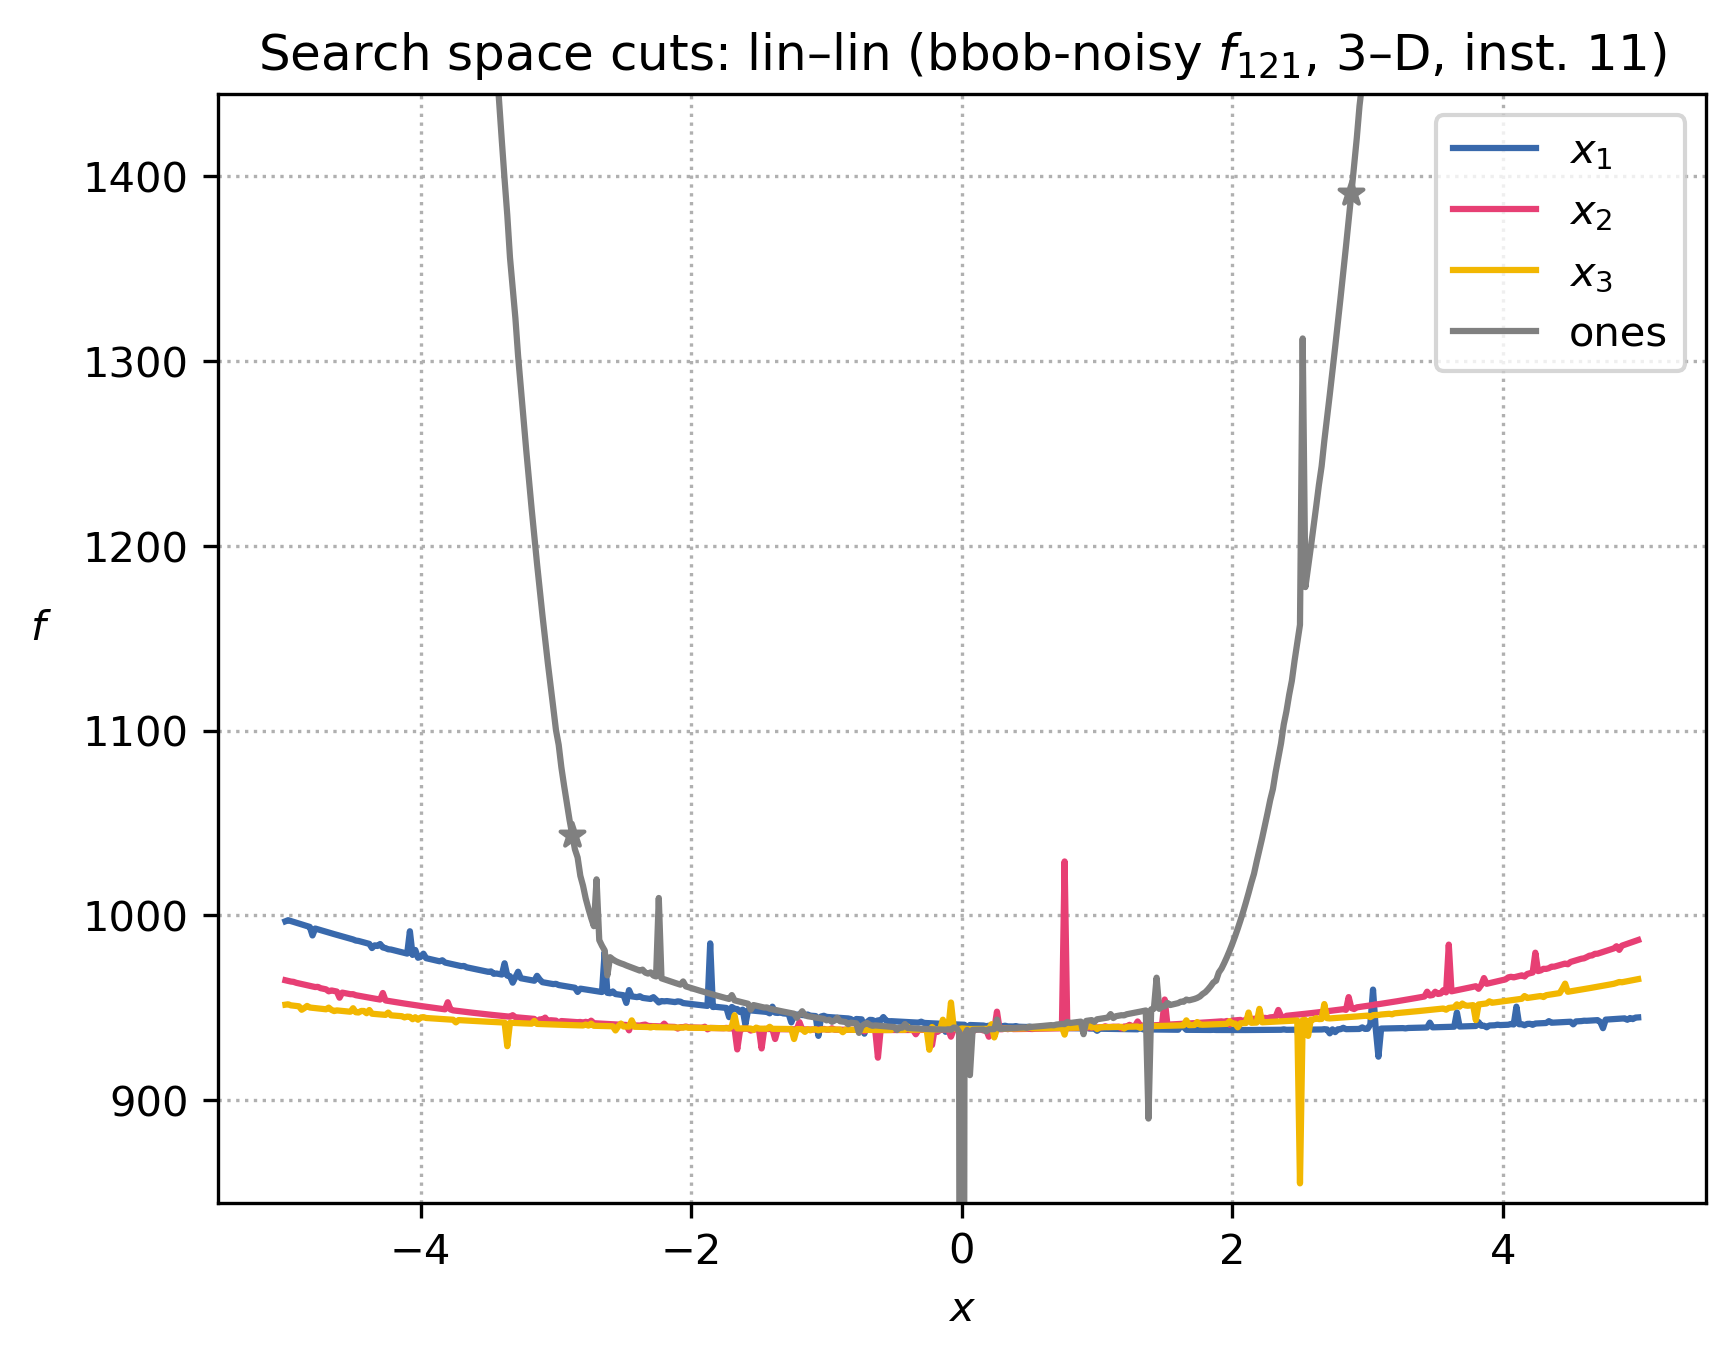 Search space cuts: lin–lin (bbob-noisy f₁₂₁, 3–D, inst. 11)
x₁
x₂
x₃
ones
1400
1300
1200
1100
1000
900
f
−4
−2
0
2
4
x